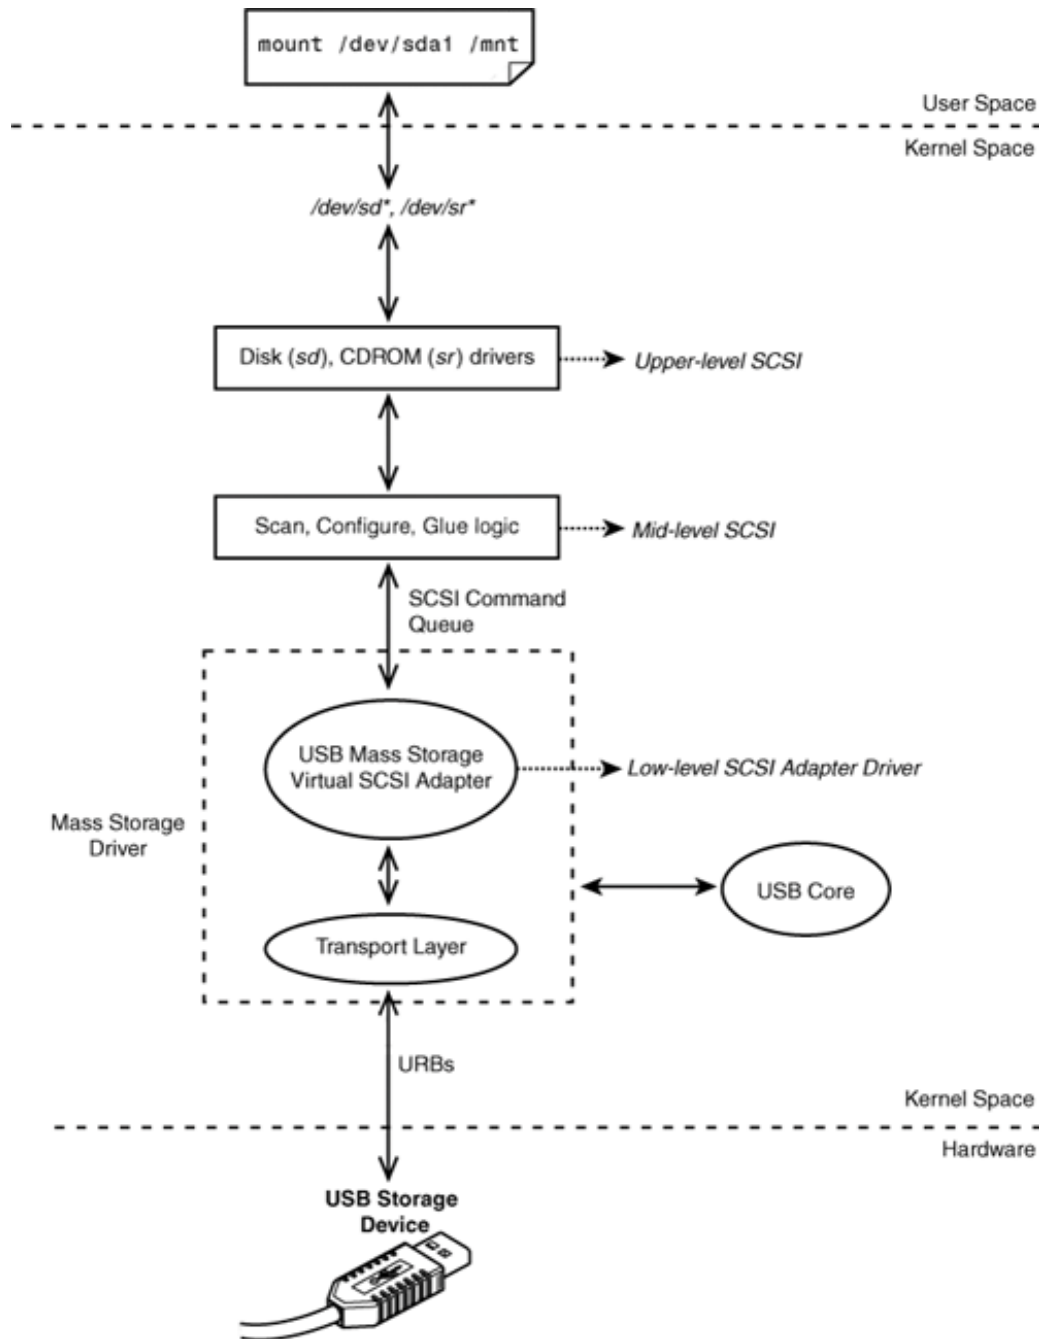 mount /dev/sda1 /mnt
User Space
Kernel Space
/dev/sd*, /dev/sr*
Disk (sd), CDROM (sr) drivers
Upper-level SCSI
Scan, Configure, Glue logic
Mid-level SCSI
SCSI Command
Queue
USB Mass Storage
Virtual SCSI Adapter
Low-level SCSI Adapter Driver
Mass Storage
Driver
USB Core
Transport Layer
URBs
Kernel Space
Hardware
USB Storage
Device